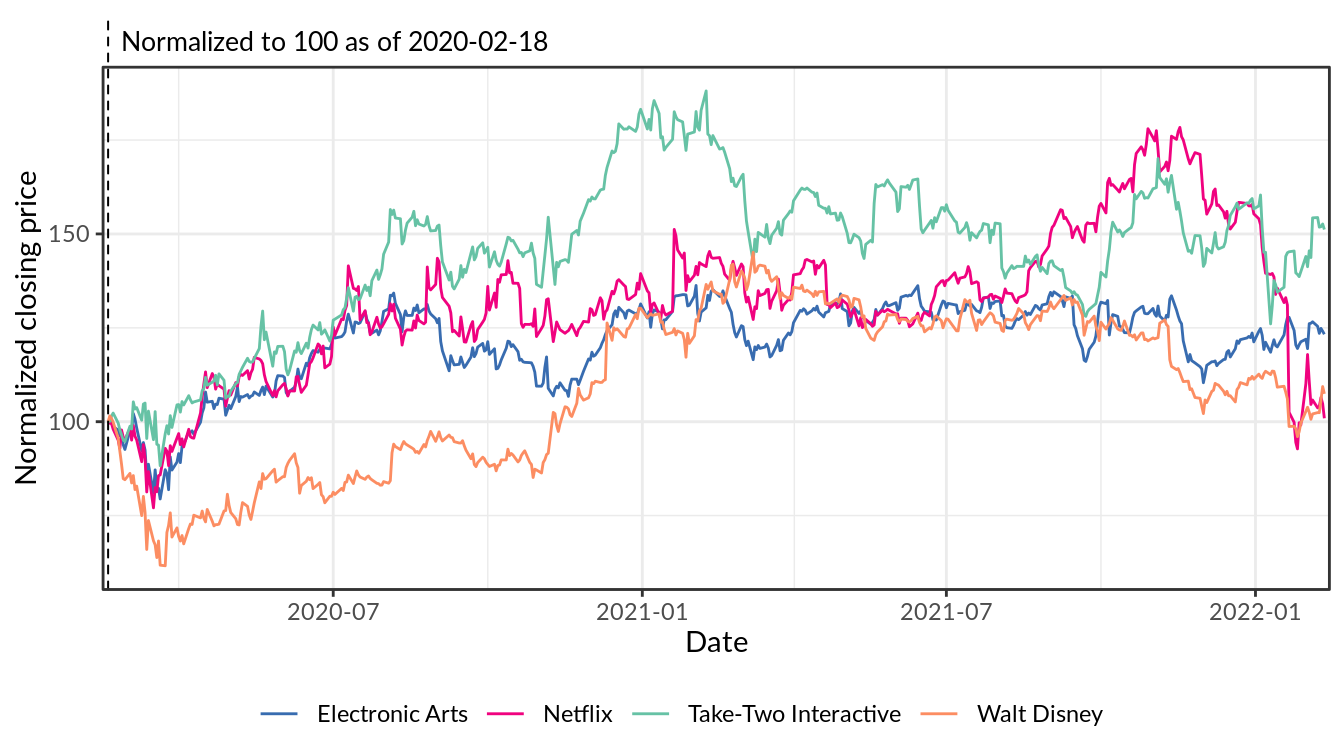 Normalized to 100 as of 2020-02-18
Normalized closing price
150
100
2020-07 2021-01 2021-07 2022-01
Date
Electronic Arts Netflix Take-Two Interactive Walt Disney